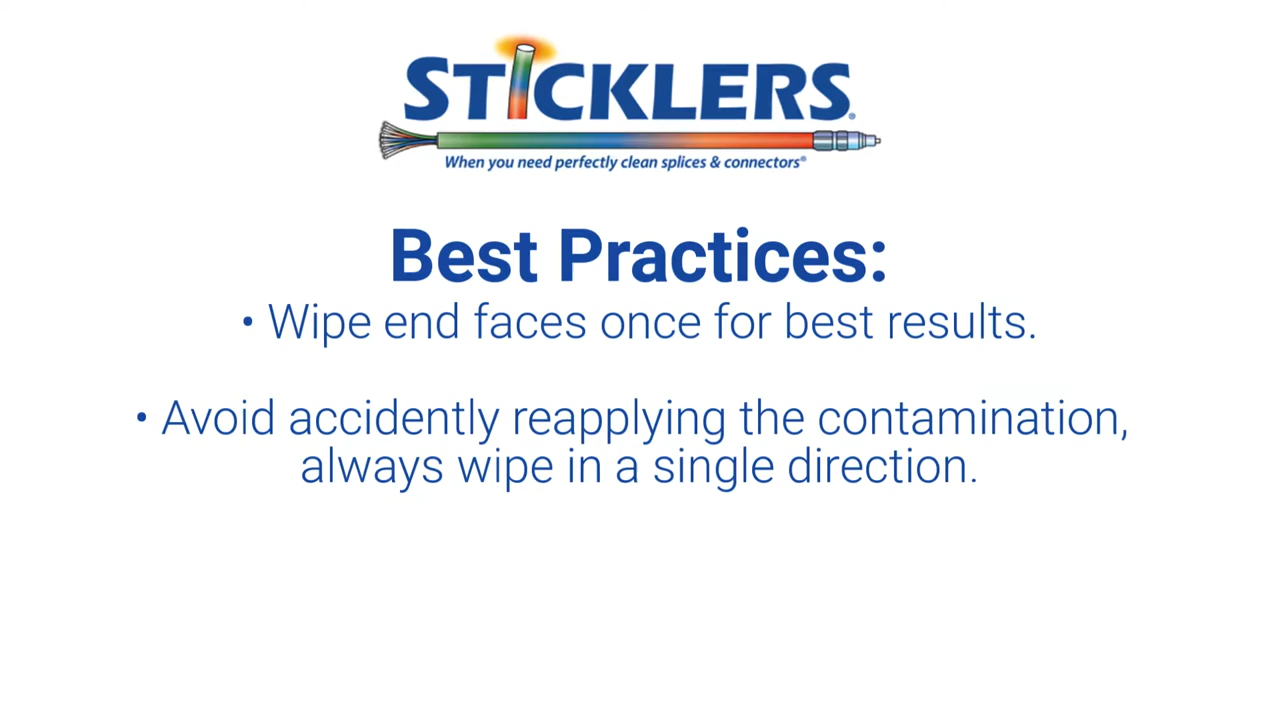 STICKLERS®
When you need perfectly clean splices & connectors®
Best Practices:
• Wipe end faces once for best results.
• Avoid accidently reapplying the contamination,
always wipe in a single direction.